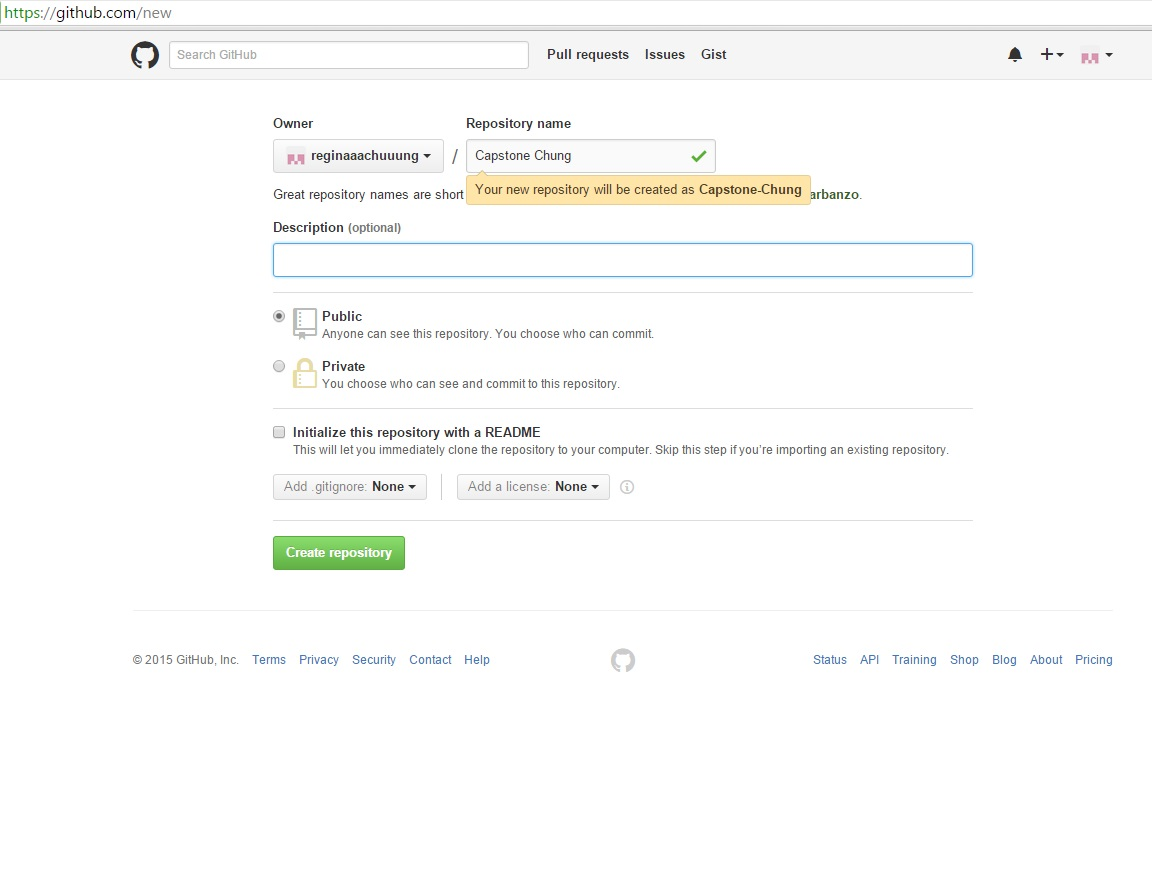 https://github.com/new
Search GitHub
Pull requests Issues Gist
Owner Repository name
reginaaachuuung / Capstone Chung
Your new repository will be created as Capstone-Chung
Great repository names are short arbanzo.
Description (optional)
Public
Anyone can see this repository. You choose who can commit.
Private
You choose who can see and commit to this repository.
Initialize this repository with a README
This will let you immediately clone the repository to your computer. Skip this step if you’re importing an existing repository.
Add .gitignore: None Add a license: None
Create repository
© 2015 GitHub, Inc. Terms Privacy Security Contact Help Status API Training Shop Blog About Pricing